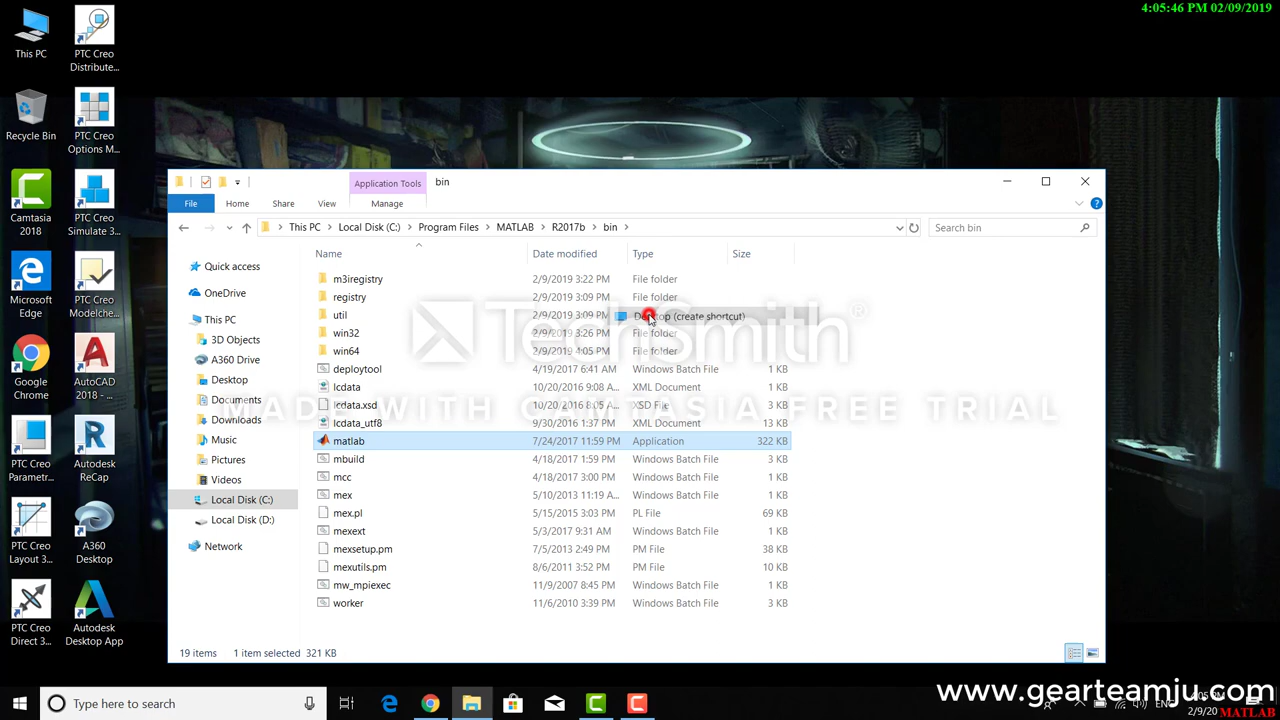 4:05:46 PM 02/09/2019
This PC
PTC Creo
Distribute...
Recycle Bin
PTC Creo
Options M...
Camtasia
2018
PTC Creo
Simulate 3...
Microsoft
Edge
PTC Creo
Modelche...
Google
Chrome
AutoCAD
2018 - ...
PTC Creo
Parametr...
Autodesk
ReCap
PTC Creo
Layout 3...
A360
Desktop
PTC Creo
Direct 3...
Autodesk
Desktop App
Application Tools
bin
File
Home
Share
View
Manage
This PC
Local Disk (C:)
Program Files
MATLAB
R2017b
bin
Search bin
Name
Date modified
Type
Size
Quick access
OneDrive
This PC
3D Objects
A360 Drive
Desktop
Documents
Downloads
Music
Pictures
Videos
Local Disk (C:)
Local Disk (D:)
Network
m3iregistry 2/9/2019 3:22 PM File folder
registry 2/9/2019 3:09 PM File folder
util 2/9/2019 3:09 PM
(create shortcut)
win32 2/9/2019 3:26 PM File folder
win64 2/9/2019 4:05 PM File folder
deploytool 4/19/2017 6:41 AM Windows Batch File 1 KB
lcdata 10/20/2016 9:08 A... XML Document 1 KB
lcdata.xsd 10/20/2016 8:05 A... XSD File 3 KB
lcdata_utf8 9/30/2016 1:37 PM XML Document 13 KB
matlab 7/24/2017 11:59 PM Application 322 KB
mbuild 4/18/2017 1:59 PM Windows Batch File 3 KB
mcc 4/18/2017 3:00 PM Windows Batch File 1 KB
mex 5/10/2013 11:19 A... Windows Batch File 1 KB
mex.pl 5/15/2015 3:03 PM PL File 69 KB
mexext 5/3/2017 9:31 AM Windows Batch File 1 KB
mexsetup.pm 7/5/2013 2:49 PM PM File 38 KB
mexutils.pm 8/6/2011 3:52 PM PM File 10 KB
mw_mpiexec 11/9/2007 8:45 PM Windows Batch File 1 KB
worker 11/6/2010 3:39 PM Windows Batch File 3 KB
TechSmith®
MADE WITH CAMTASIA FREE TRIAL
19 items
1 item selected 321 KB
Type here to search
www.gearteamju.com
ENG
MATLAB